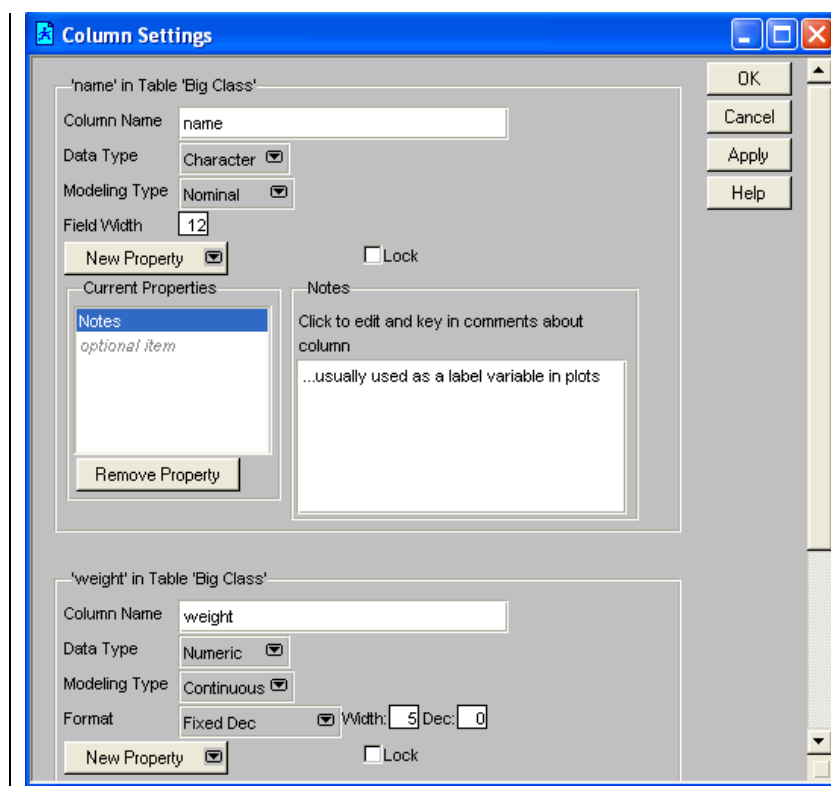 Column Settings
'name' in Table 'Big Class'
OK
Column Name name
Cancel
Data Type Character
Apply
Modeling Type Nominal
Help
Field Width 12
New Property Lock
Current Properties Notes
Notes
optional item
Click to edit and key in comments about
column
...usually used as a label variable in plots
Remove Property
'weight' in Table 'Big Class'
Column Name weight
Data Type Numeric
Modeling Type Continuous
Format Fixed Dec Width: 5 Dec: 0
New Property Lock